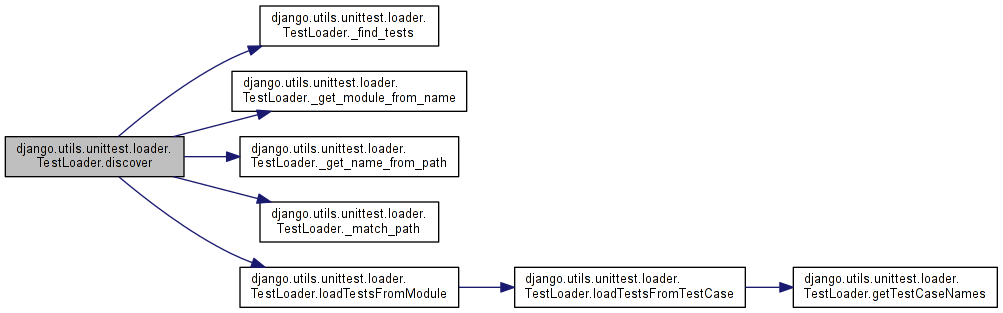 django.utils.unittest.loader.
TestLoader._find_tests
django.utils.unittest.loader.
TestLoader._get_module_from_name
django.utils.unittest.loader.
TestLoader.discover
django.utils.unittest.loader.
TestLoader._get_name_from_path
django.utils.unittest.loader.
TestLoader._match_path
django.utils.unittest.loader.
TestLoader.loadTestsFromModule
django.utils.unittest.loader.
TestLoader.loadTestsFromTestCase
django.utils.unittest.loader.
TestLoader.getTestCaseNames